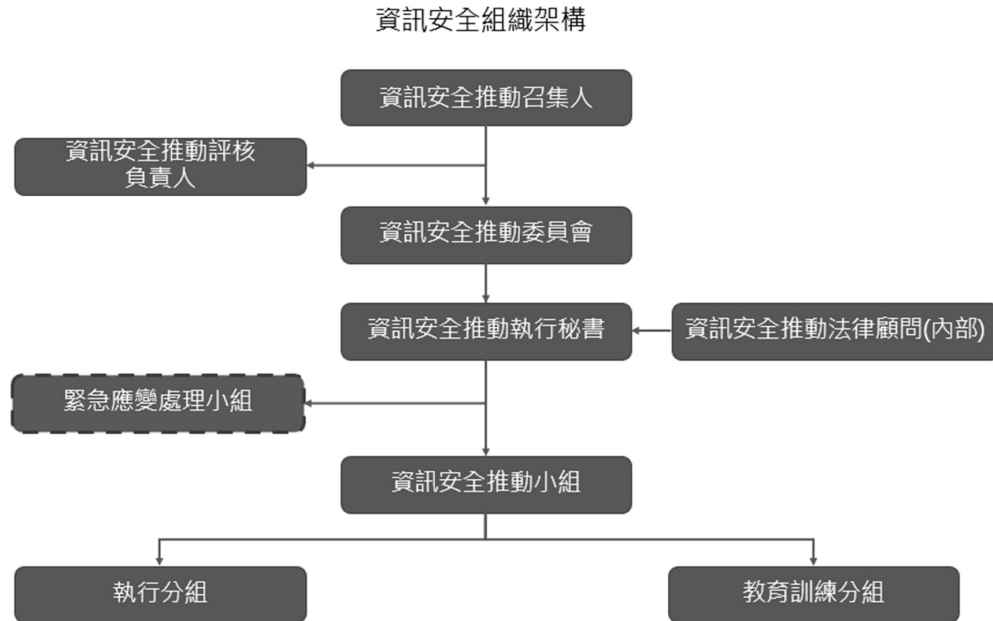 資訊安全組織架構
資訊安全推動召集人
資訊安全推動評核
負責人
資訊安全推動委員會
資訊安全推動執行秘書
資訊安全推動法律顧問(內部)
緊急應變處理小組
資訊安全推動小組
執行分組
教育訓練分組